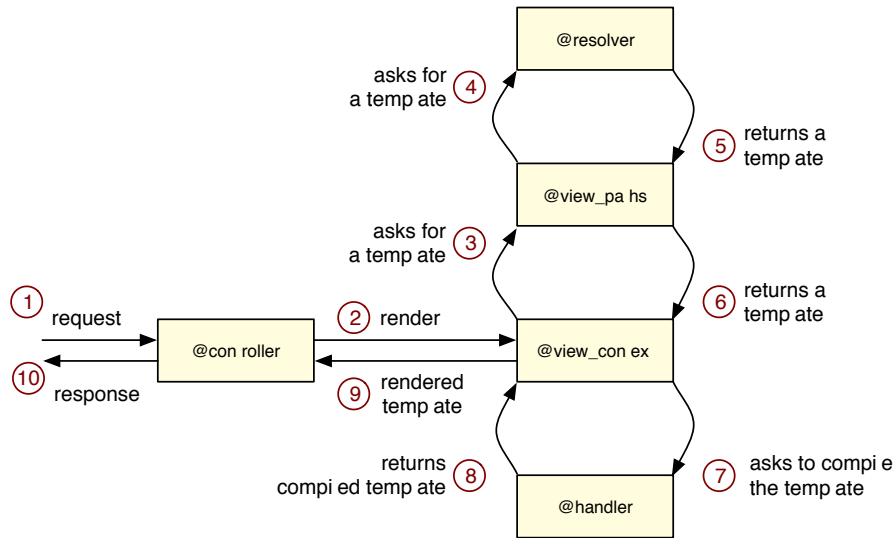 @resolver
asks for
a temp ate
4
5
returns a
temp ate
@view_pa hs
asks for
a temp ate
3
6
returns a
temp ate
1
request
2
render
@con roller
@view_con ex
10
response
9
rendered
temp ate
returns
compi ed temp ate
8
7
asks to compi e
the temp ate
@handler